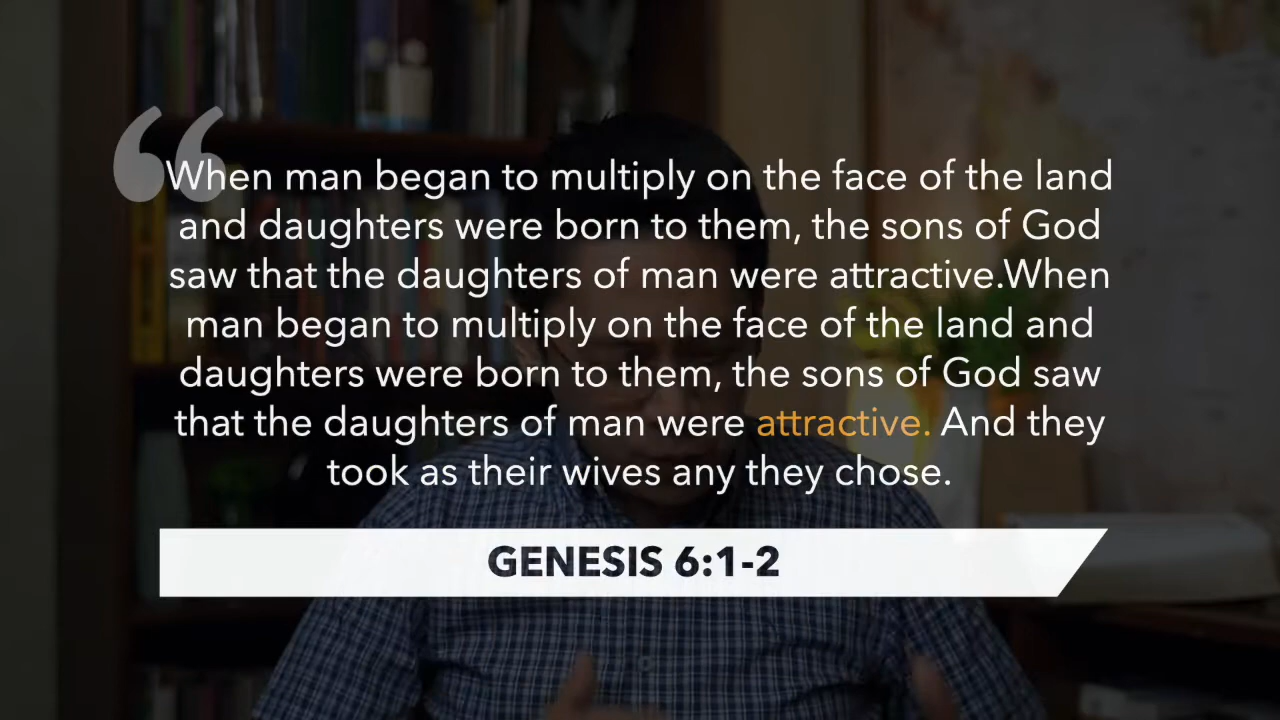 When man began to multiply on the face of the land
and daughters were born to them, the sons of God
saw that the daughters of man were attractive.When
man began to multiply on the face of the land and
daughters were born to them, the sons of God saw
that the daughters of man were attractive. And they
took as their wives any they chose.
GENESIS 6:1-2